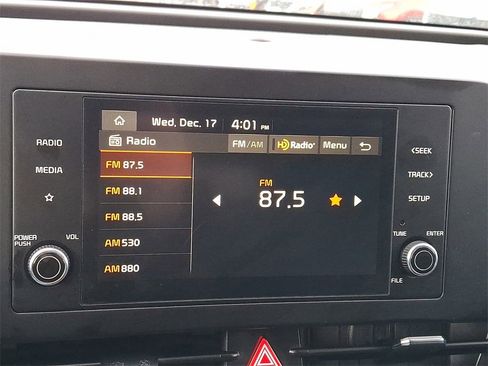 Wed, Dec. 17 4:01 PM
Radio FM/AM HD Radio Menu
FM 87.5
FM 88.1
FM 88.5
AM 530
AM 880
FM
87.5
RADIO
MEDIA
POWER PUSH VOL
<SEEK
TRACK>
SETUP
TUNE ENTER
FILE